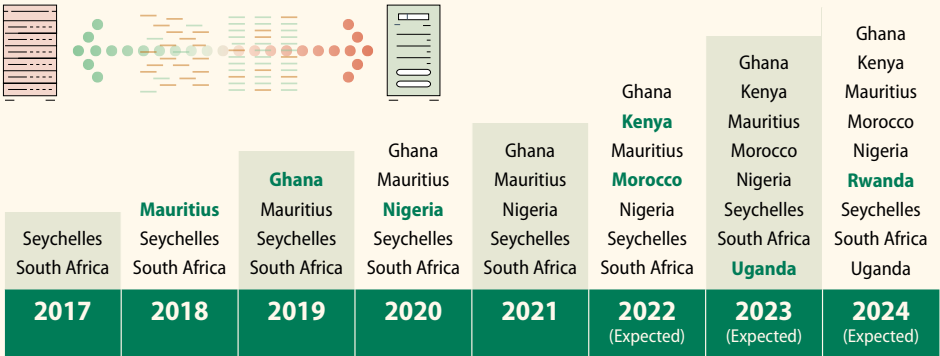 Seychelles
South Africa
2017
Mauritius
Seychelles
South Africa
2018
Ghana
Mauritius
Seychelles
South Africa
2019
Ghana
Mauritius
Nigeria
Seychelles
South Africa
2020
Ghana
Mauritius
Nigeria
Seychelles
South Africa
2021
Ghana
Kenya
Mauritius
Morocco
Nigeria
Seychelles
South Africa
2022
(Expected)
Ghana
Kenya
Mauritius
Morocco
Nigeria
Seychelles
South Africa
Uganda
2023
(Expected)
Ghana
Kenya
Mauritius
Morocco
Nigeria
Rwanda
Seychelles
South Africa
Uganda
2024
(Expected)